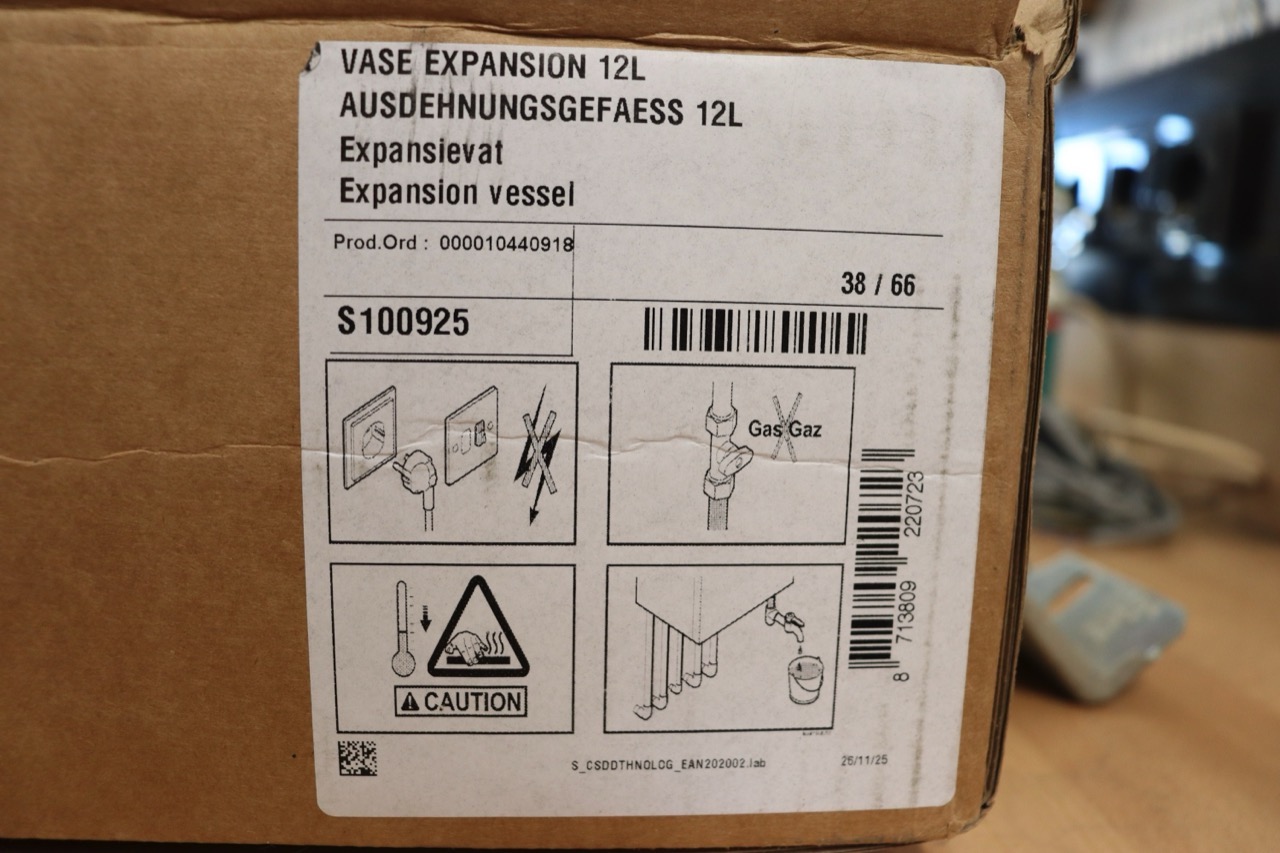 VASE EXPANSION 12L
AUSDEHNUNGSGEFAESS 12L
Expansievat
Expansion vessel
Prod.Ord : 000010440918
38 / 66
S100925
Gas Gaz
CAUTION
8 713809 220723
S_CSDDTHNOLCG_EAN202002.lab
26/11/25